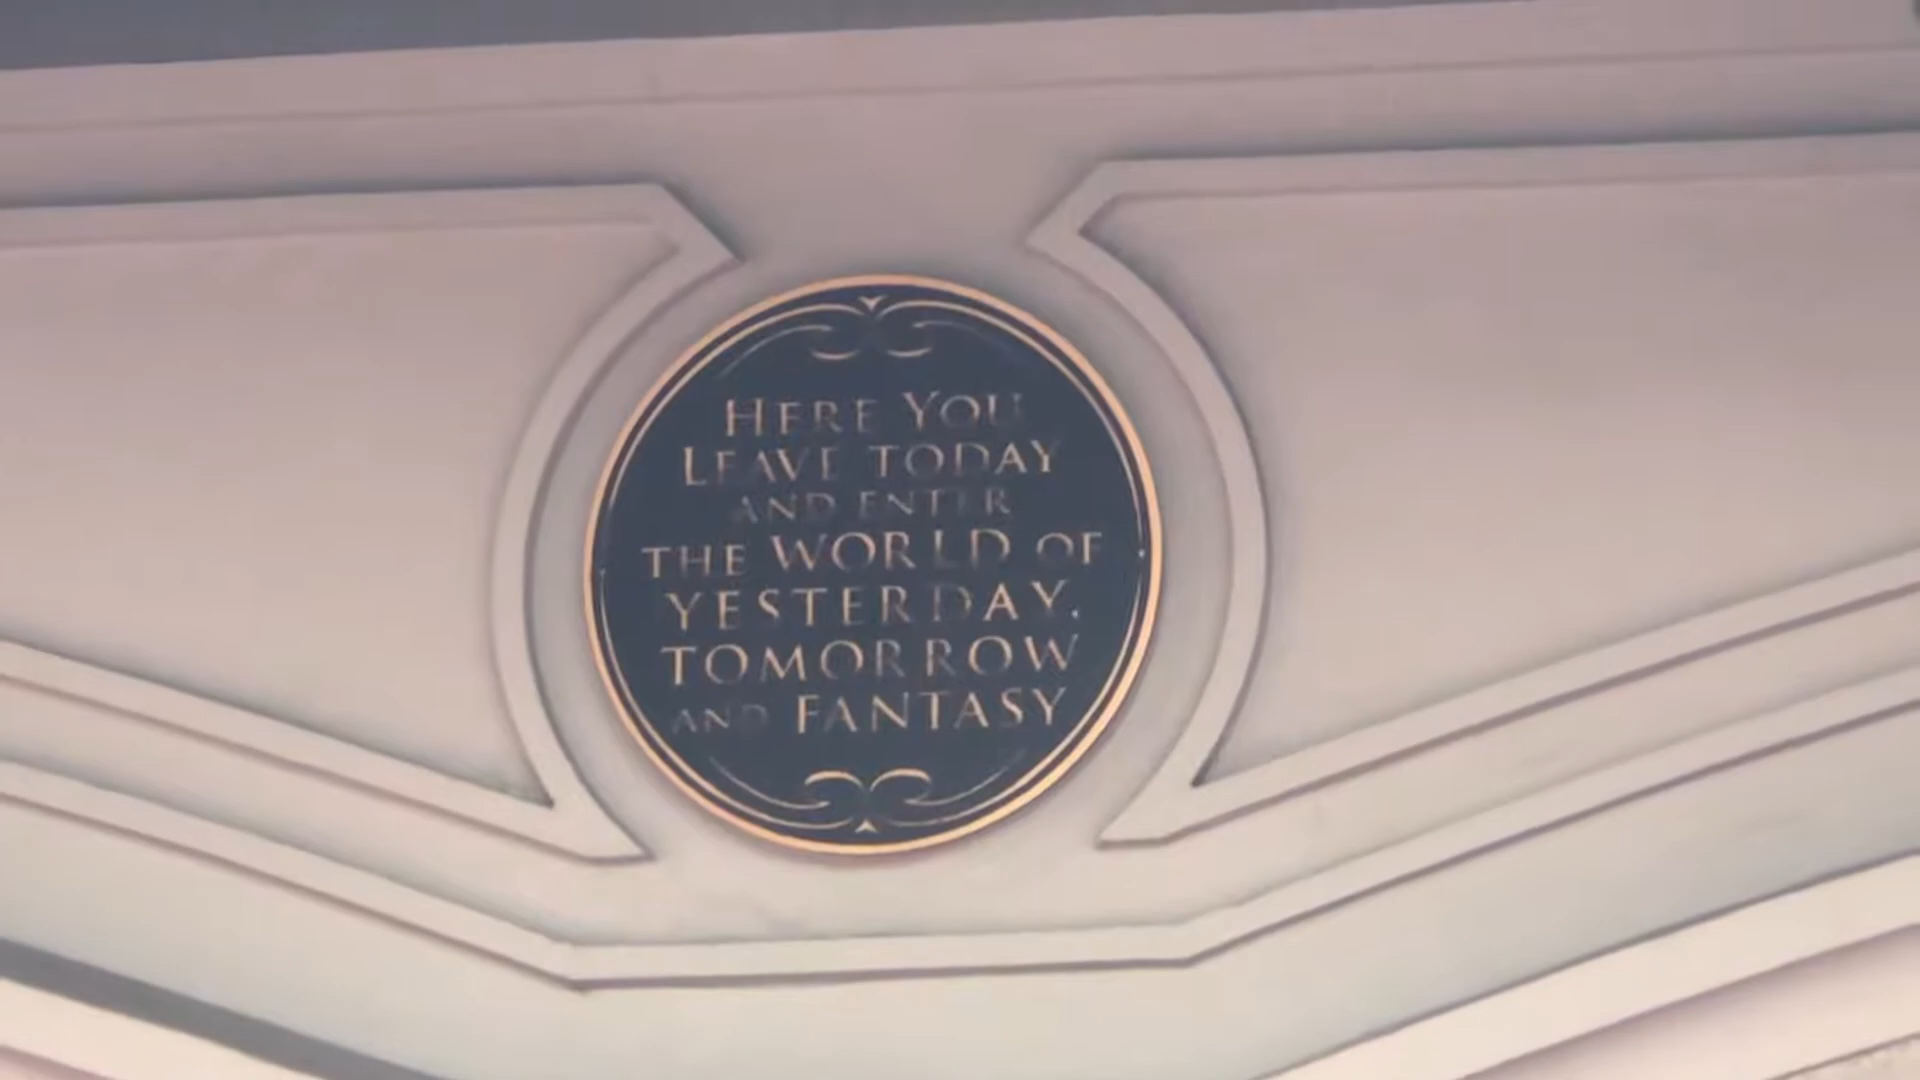 HERE YOU
LEAVE TODAY
AND ENTER
THE WORLD OF
YESTERDAY,
TOMORROW
AND FANTASY